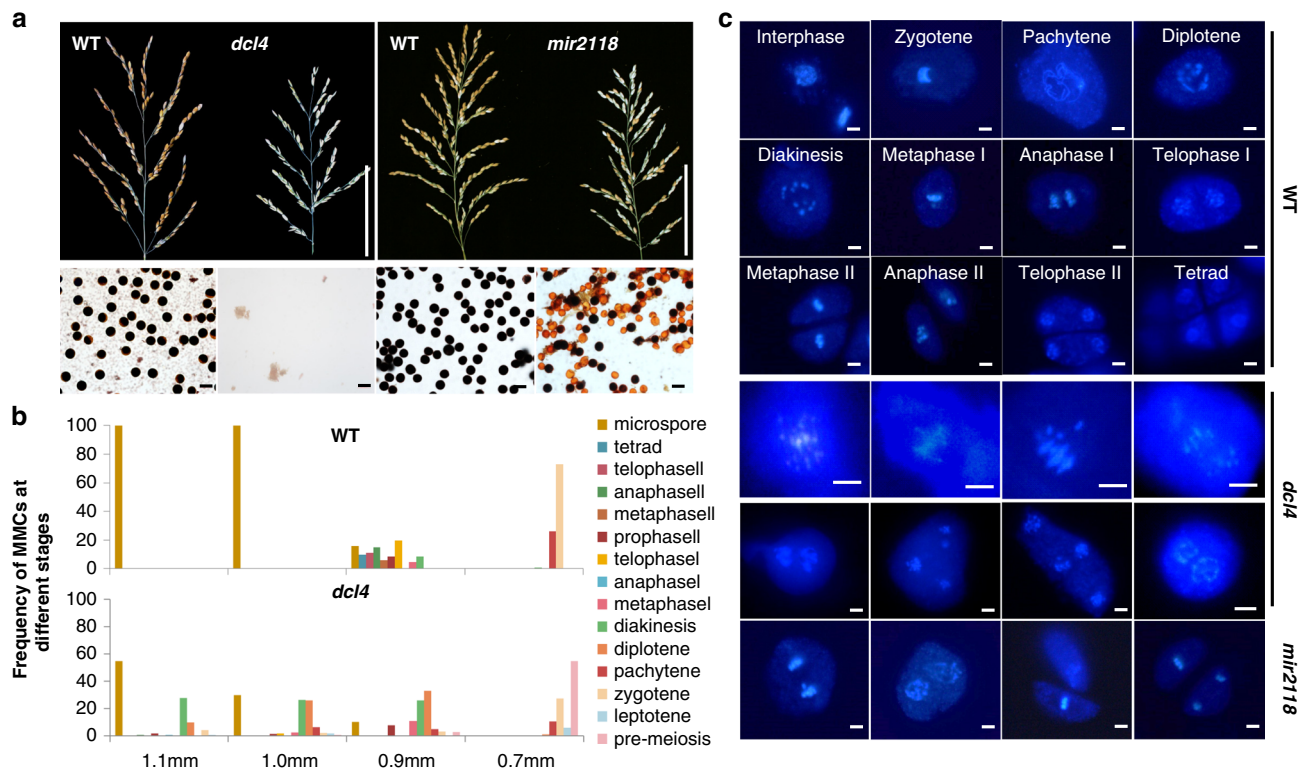 a
WT
dcl4
WT
mir2118
b
Frequency of MMCs at
different stages
WT
100
80
60
40
20
0
dcl4
100
80
60
40
20
0
1.1mm
1.0mm
0.9mm
0.7mm
microspore
tetrad
telophaseII
anaphaseII
metaphaseII
prophaseII
telophaseI
anaphaseI
metaphaseI
diakinesis
diplotene
pachytene
zygotene
leptotene
pre-meiosis
c
Interphase
Zygotene
Pachytene
Diplotene
Diakinesis
Metaphase I
Anaphase I
Telophase I
Metaphase II
Anaphase II
Telophase II
Tetrad
WT
dcl4
mir2118